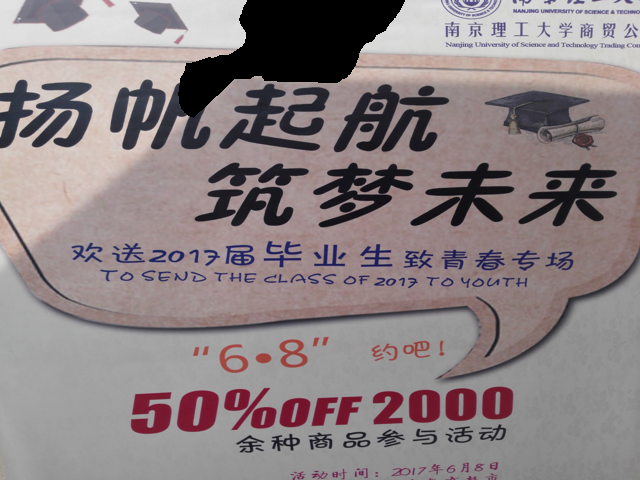 NANJING UNIVERSITY OF SCIENCE & TECHNO
南京理工大学商贸公
Nanjing University of Science and Technology Trading Com
扬帆起航
筑梦未来
欢送2017届毕业生致青春专场
TO SEND THE CLASS OF 2017 TO YOUTH
“6•8” 约吧!
50%OFF 2000
余种商品参与活动
活动时间：2017年6月8日